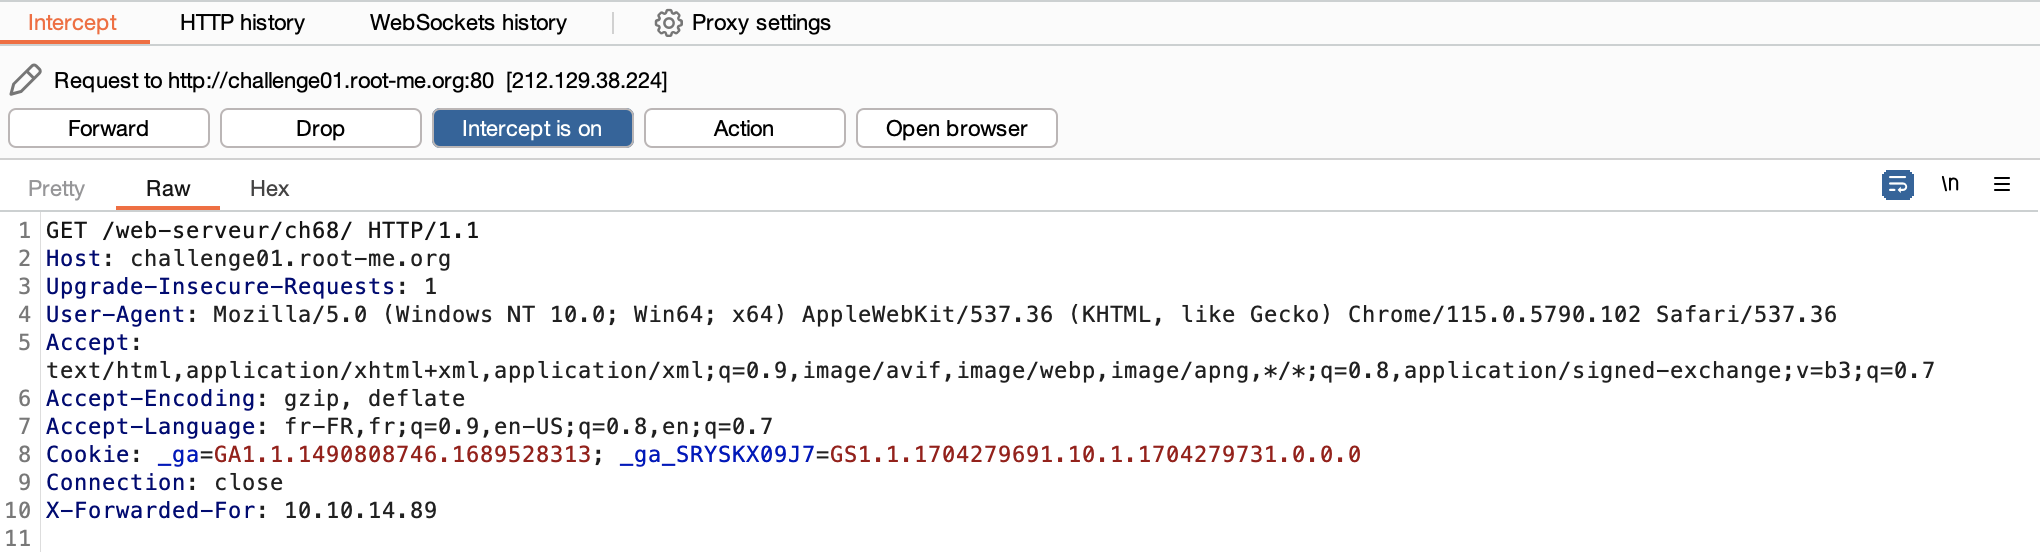 Intercept HTTP history WebSockets history Proxy settings
Request to http://challenge01.root-me.org:80 [212.129.38.224]
Forward Drop Intercept is on Action Open browser
Pretty Raw Hex \n
1 GET /web-serveur/ch68/ HTTP/1.1
2 Host: challenge01.root-me.org
3 Upgrade-Insecure-Requests: 1
4 User-Agent: Mozilla/5.0 (Windows NT 10.0; Win64; x64) AppleWebKit/537.36 (KHTML, like Gecko) Chrome/115.0.5790.102 Safari/537.36
5 Accept:
text/html,application/xhtml+xml,application/xml;q=0.9,image/avif,image/webp,image/apng,*/*;q=0.8,application/signed-exchange;v=b3;q=0.7
6 Accept-Encoding: gzip, deflate
7 Accept-Language: fr-FR,fr;q=0.9,en-US;q=0.8,en;q=0.7
8 Cookie: _ga=GA1.1.1490808746.1689528313; _ga_SRYSKX09J7=GS1.1.1704279691.10.1.1704279731.0.0.0
9 Connection: close
10 X-Forwarded-For: 10.10.14.89
11